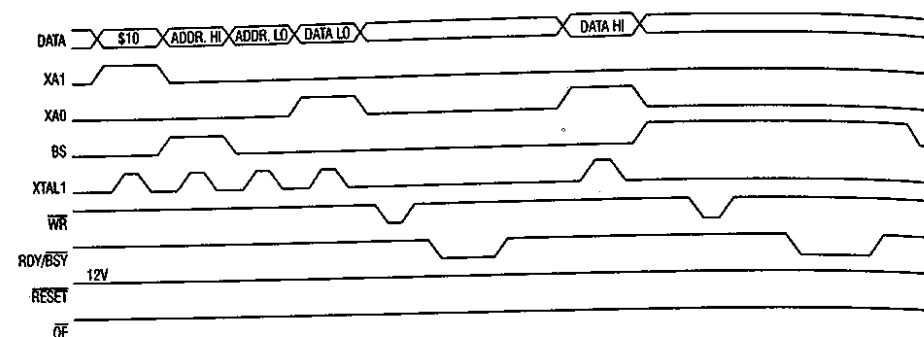 DATA $10 ADDR. HI ADDR. LO DATA LO DATA HI
XA1
XA0
BS
XTAL1
WR
RDY/BSY
12V
RESET
OE